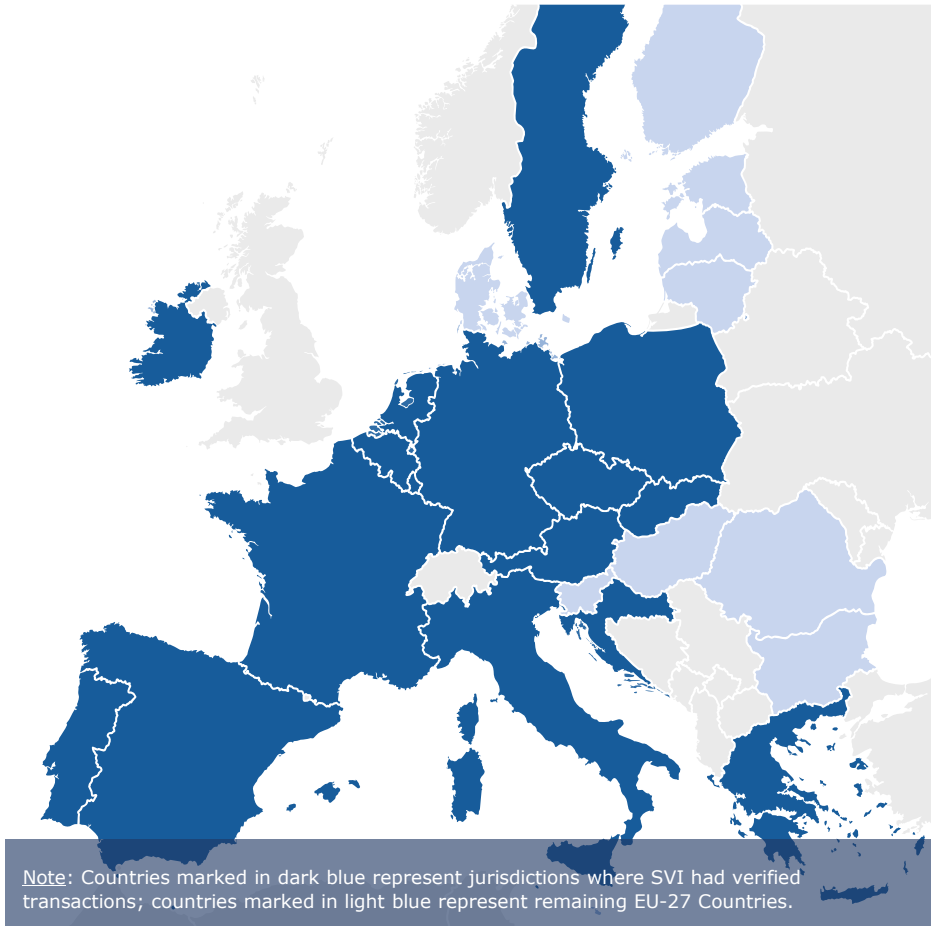 Note: Countries marked in dark blue represent jurisdictions where SVI had verified
transactions; countries marked in light blue represent remaining EU-27 Countries.